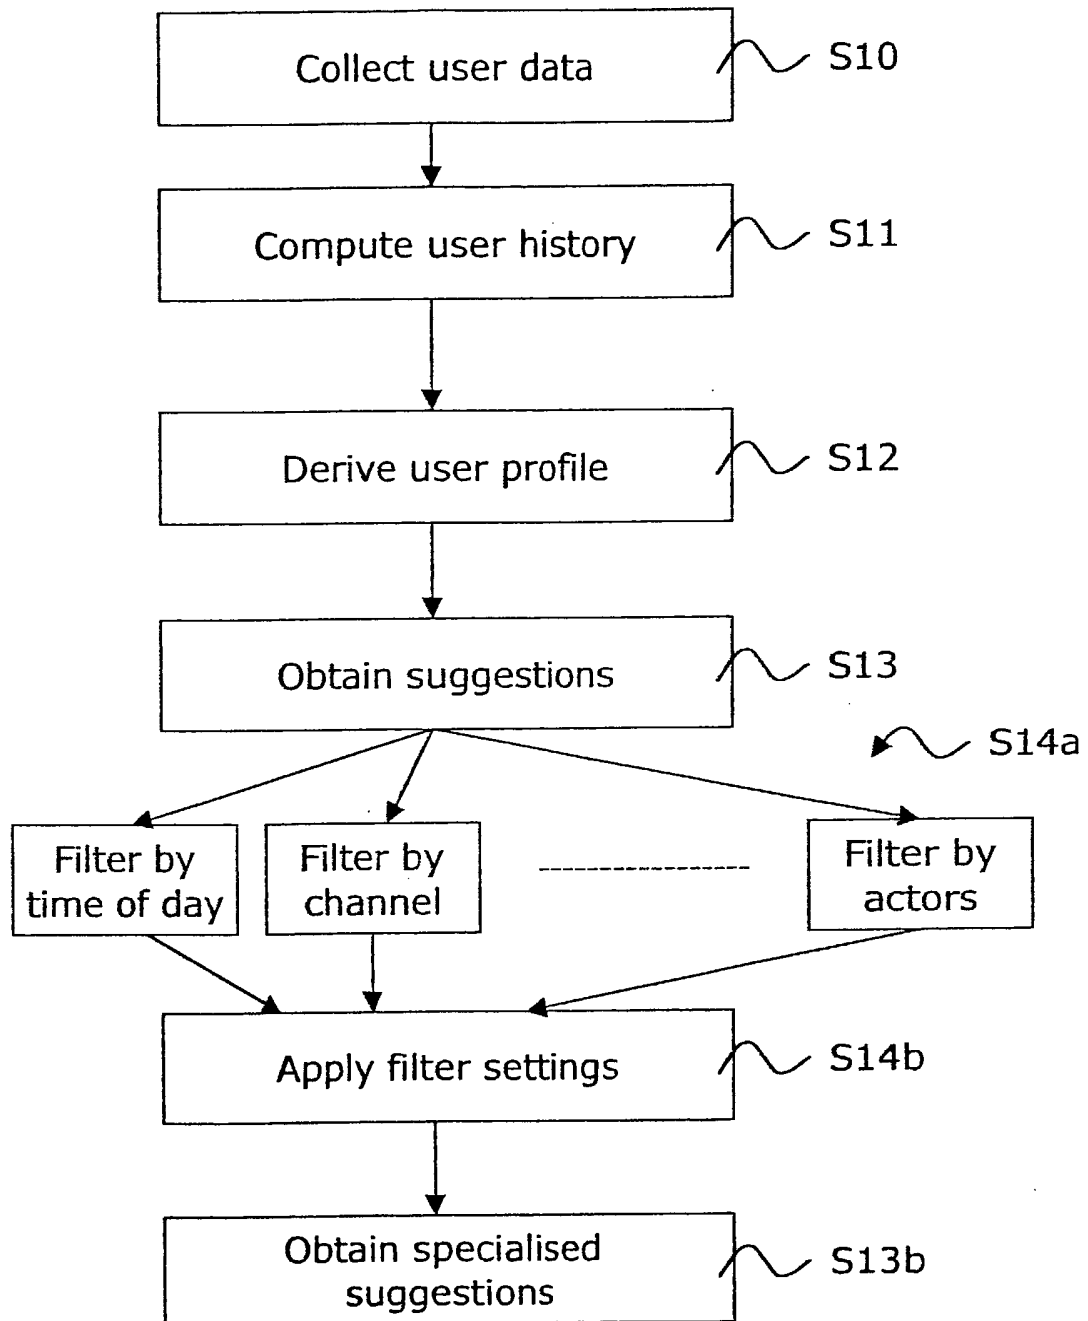 Collect user data
S10
Compute user history
S11
Derive user profile
S12
Obtain suggestions
S13
S14a
Filter by
time of day
Filter by
channel
Filter by
actors
Apply filter settings
S14b
Obtain specialised
suggestions
S13b